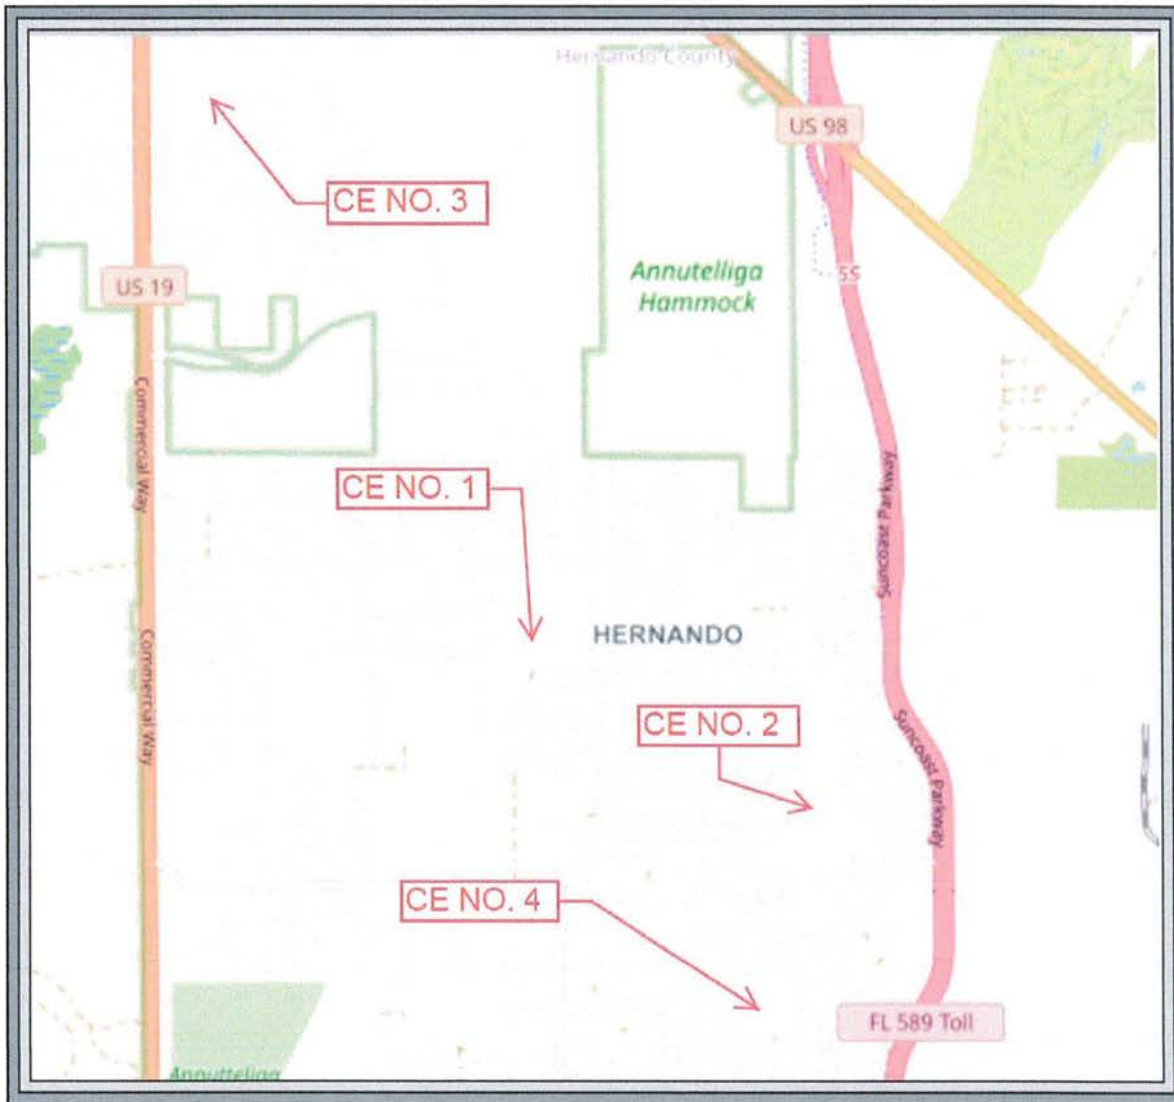 Hernando County
US 98
CE NO. 3
Annutelliga
Hammock
55
US 19
Commercial Way
CE NO. 1
Suncoast Parkway
HERNANDO
Commercial Way
CE NO. 2
Suncoast Parkway
CE NO. 4
FL 589 Toll
Annutteliga